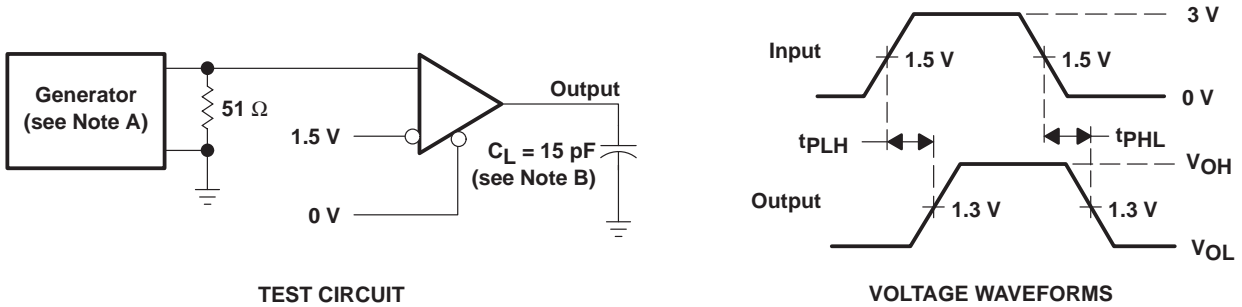 Generator
(see Note A)
51 Ω
1.5 V
0 V
Output
CL = 15 pF
(see Note B)
TEST CIRCUIT
Input
1.5 V
1.5 V
3 V
0 V
tPLH
tPHL
Output
1.3 V
1.3 V
VOH
VOL
VOLTAGE WAVEFORMS